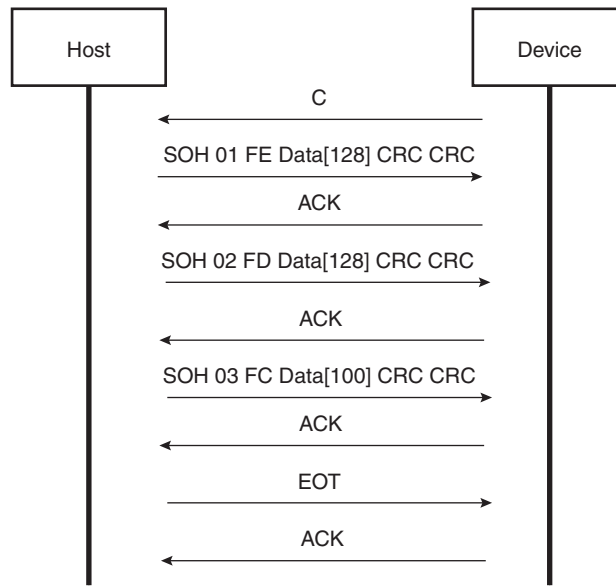 Host
Device
C
SOH 01 FE Data[128] CRC CRC
ACK
SOH 02 FD Data[128] CRC CRC
ACK
SOH 03 FC Data[100] CRC CRC
ACK
EOT
ACK